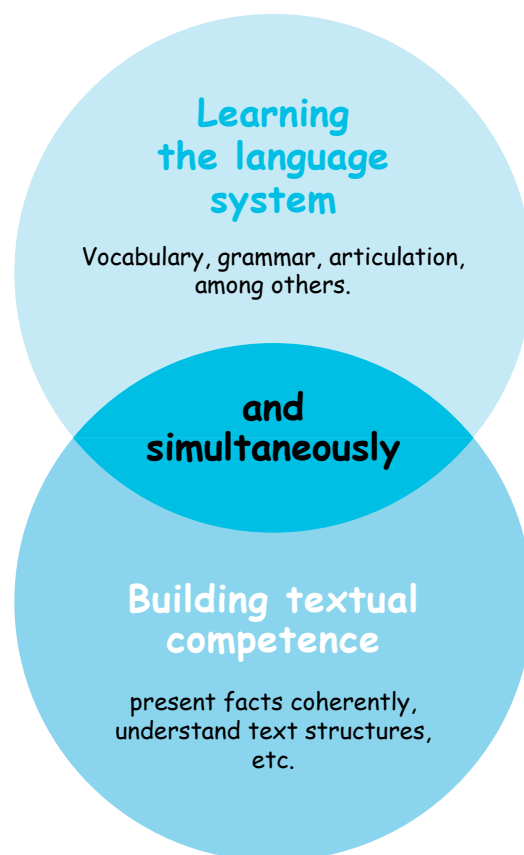 Learning
the language
system
Vocabulary, grammar, articulation,
among others.
and
simultaneously
Building textual
competence
present facts coherently,
understand text structures,
etc.